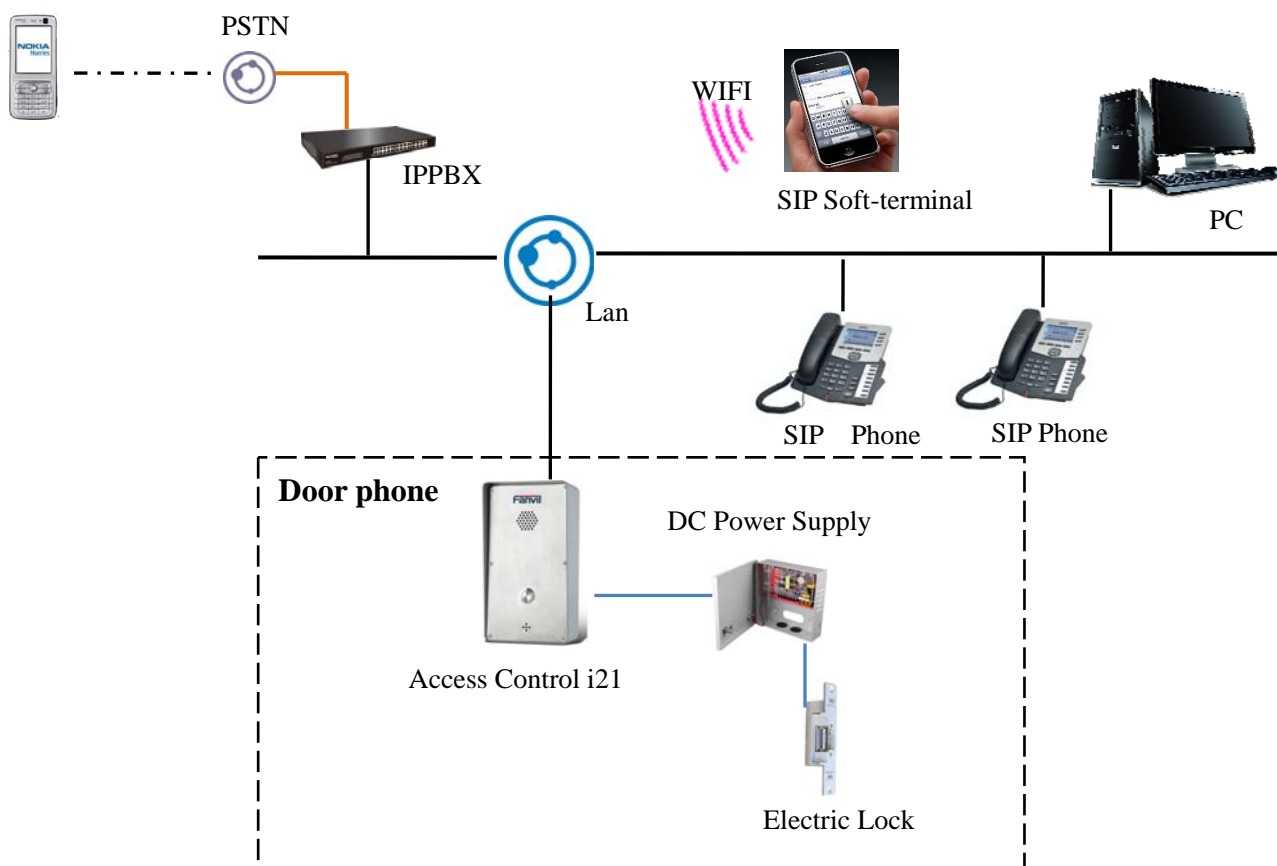 PSTN
NOKIA
Nseries
WIFI
IPPBX
SIP Soft-terminal
PC
Lan
SIP Phone
SIP Phone
Door phone
Fanvil
DC Power Supply
Access Control i21
Electric Lock